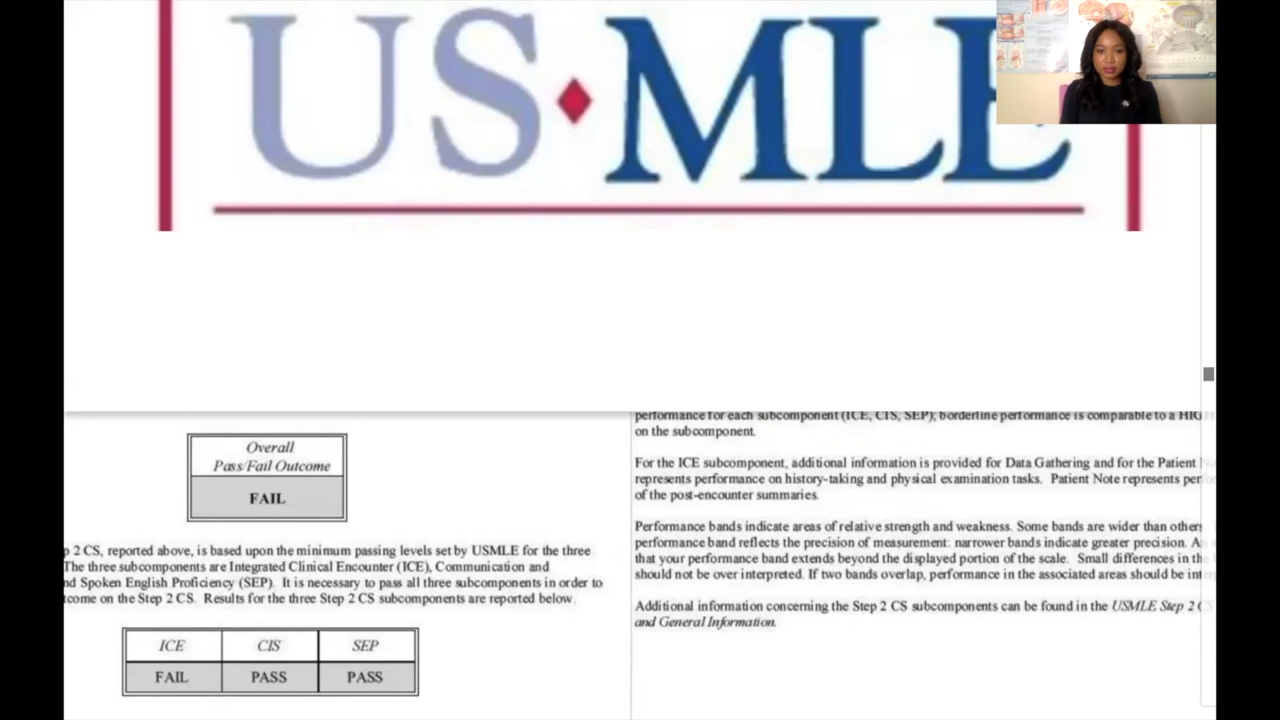 US♦MLE
Overall
Pass/Fail Outcome
FAIL
p 2 CS, reported above, is based upon the minimum passing levels set by USMLE for the three
The three subcomponents are Integrated Clinical Encounter (ICE), Communication and
nd Spoken English Proficiency (SEP). It is necessary to pass all three subcomponents in order to
tcome on the Step 2 CS. Results for the three Step 2 CS subcomponents are reported below.
ICE CIS SEP
FAIL PASS PASS
performance for each subcomponent (ICE, CIS, SEP); borderline performance is comparable to a HIG
on the subcomponent.
For the ICE subcomponent, additional information is provided for Data Gathering and for the Patient
represents performance on history-taking and physical examination tasks. Patient Note represents per
of the post-encounter summaries.
Performance bands indicate areas of relative strength and weakness. Some bands are wider than others
performance band reflects the precision of measurement: narrower bands indicate greater precision. A
that your performance band extends beyond the displayed portion of the scale. Small differences in the
should not be over interpreted. If two bands overlap, performance in the associated areas should be int
Additional information concerning the Step 2 CS subcomponents can be found in the USMLE Step 2
and General Information.